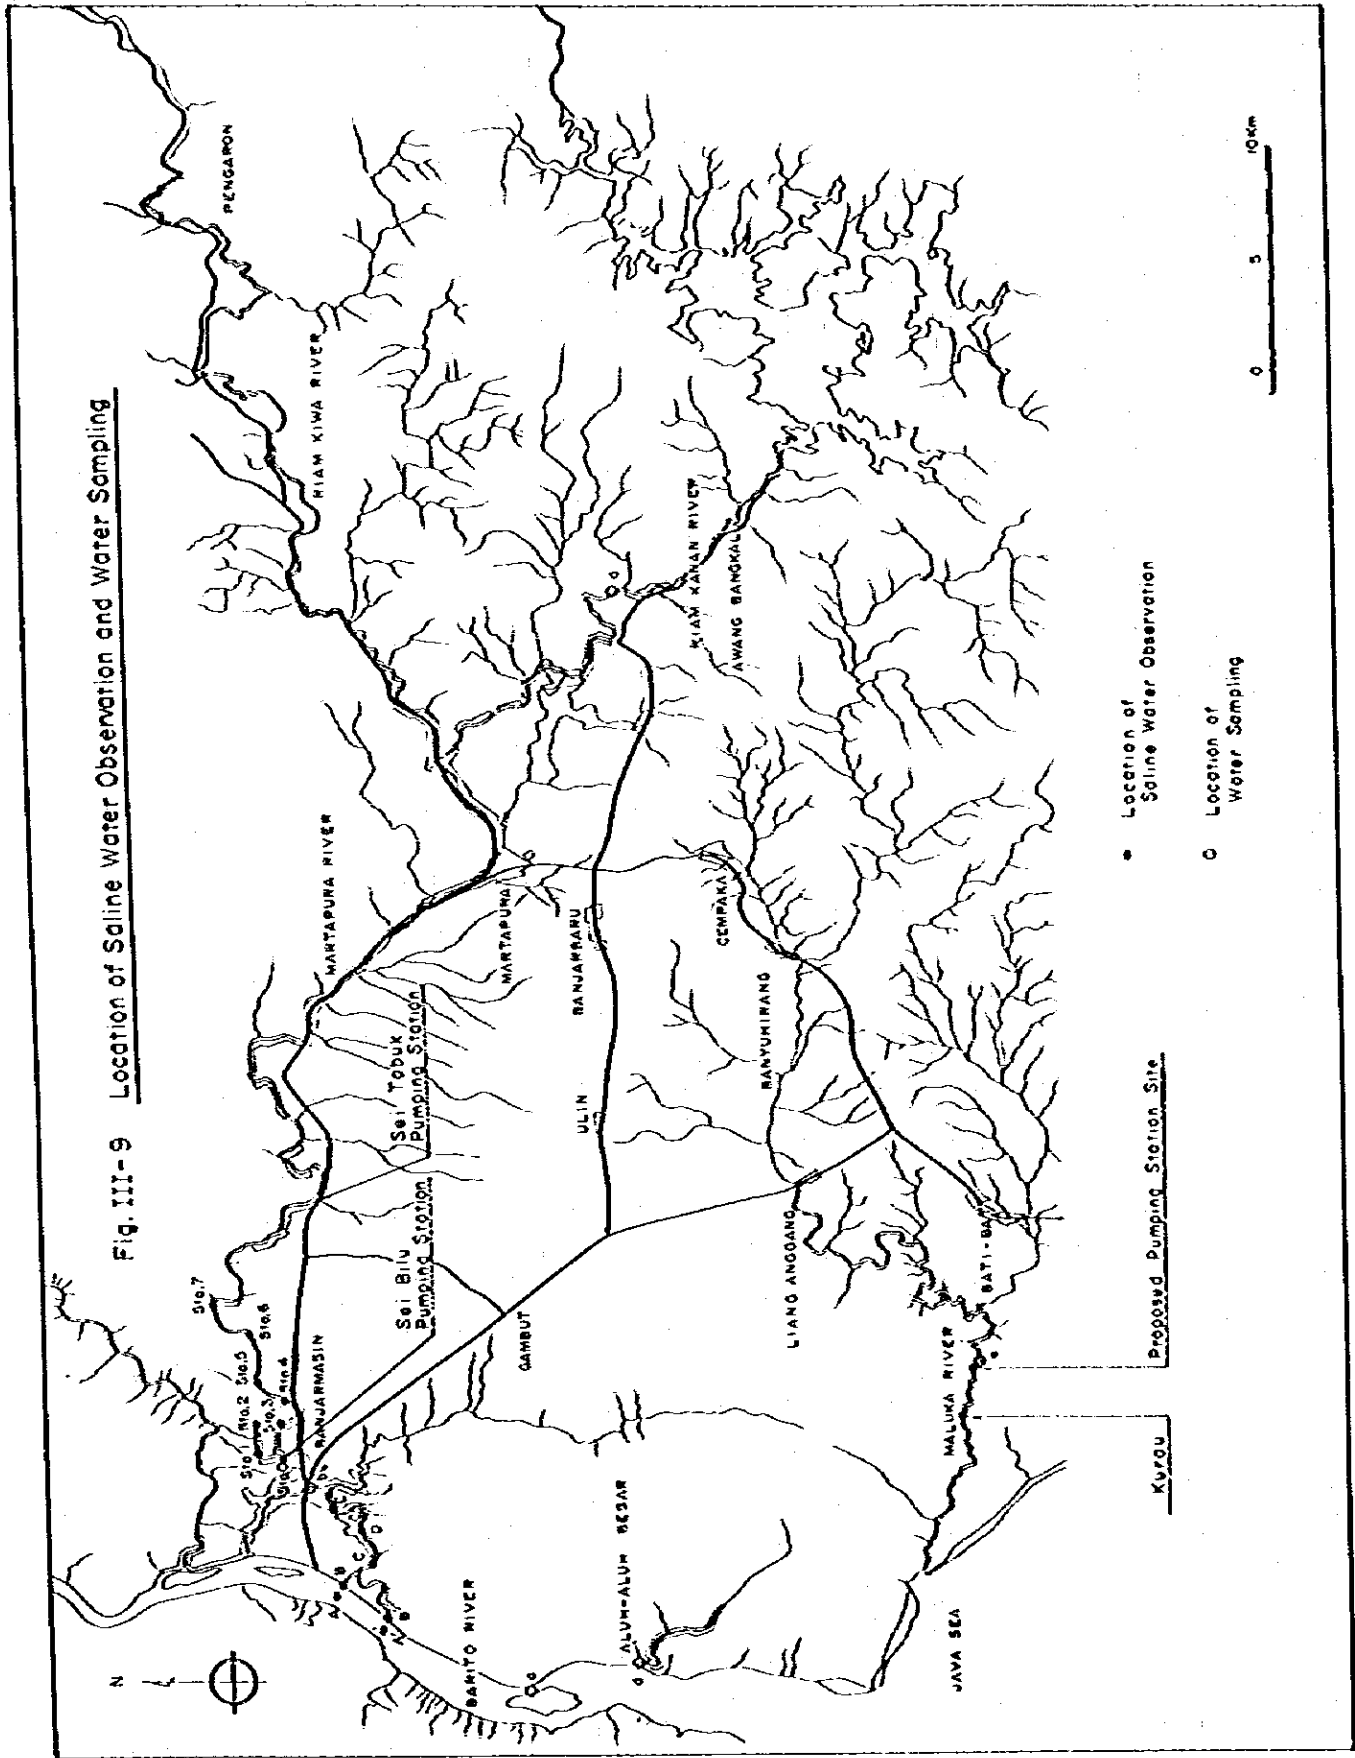 Fig. III-9 Location of Saline Water Observation and Water Sampling
N
PENGARON
RIAM KIWA RIVER
MARTAPURA RIVER
MARTAPURA
Sei Tabuk
Pumping Station
Sei Bilu
Pumping Station
Sta.7
Sta.6
Sta.5
Sta.4
Sta.3
Sta.2
Sta.1
BANJARMASIN
BANJARBARU
ULIN
GAMBUT
RIAM KANAN RIVER
AWANG BANGKAL
CEMPAKA
BANYUHIRANG
LIANG ANGGANG
BATI-BATI
MALUKA RIVER
BARITO RIVER
ALUH-ALUH BESAR
JAVA SEA
A
B
C
D
Kurau
Proposed Pumping Station Site
● Location of
Saline Water Observation
○ Location of
Water Sampling
0 5 10Km